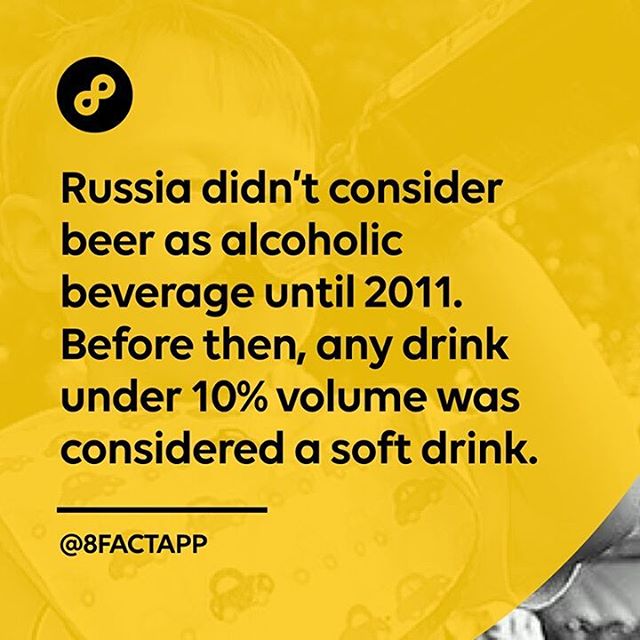 Russia didn't consider
beer as alcoholic
beverage until 2011.
Before then, any drink
under 10% volume was
considered a soft drink.
@8FACTAPP